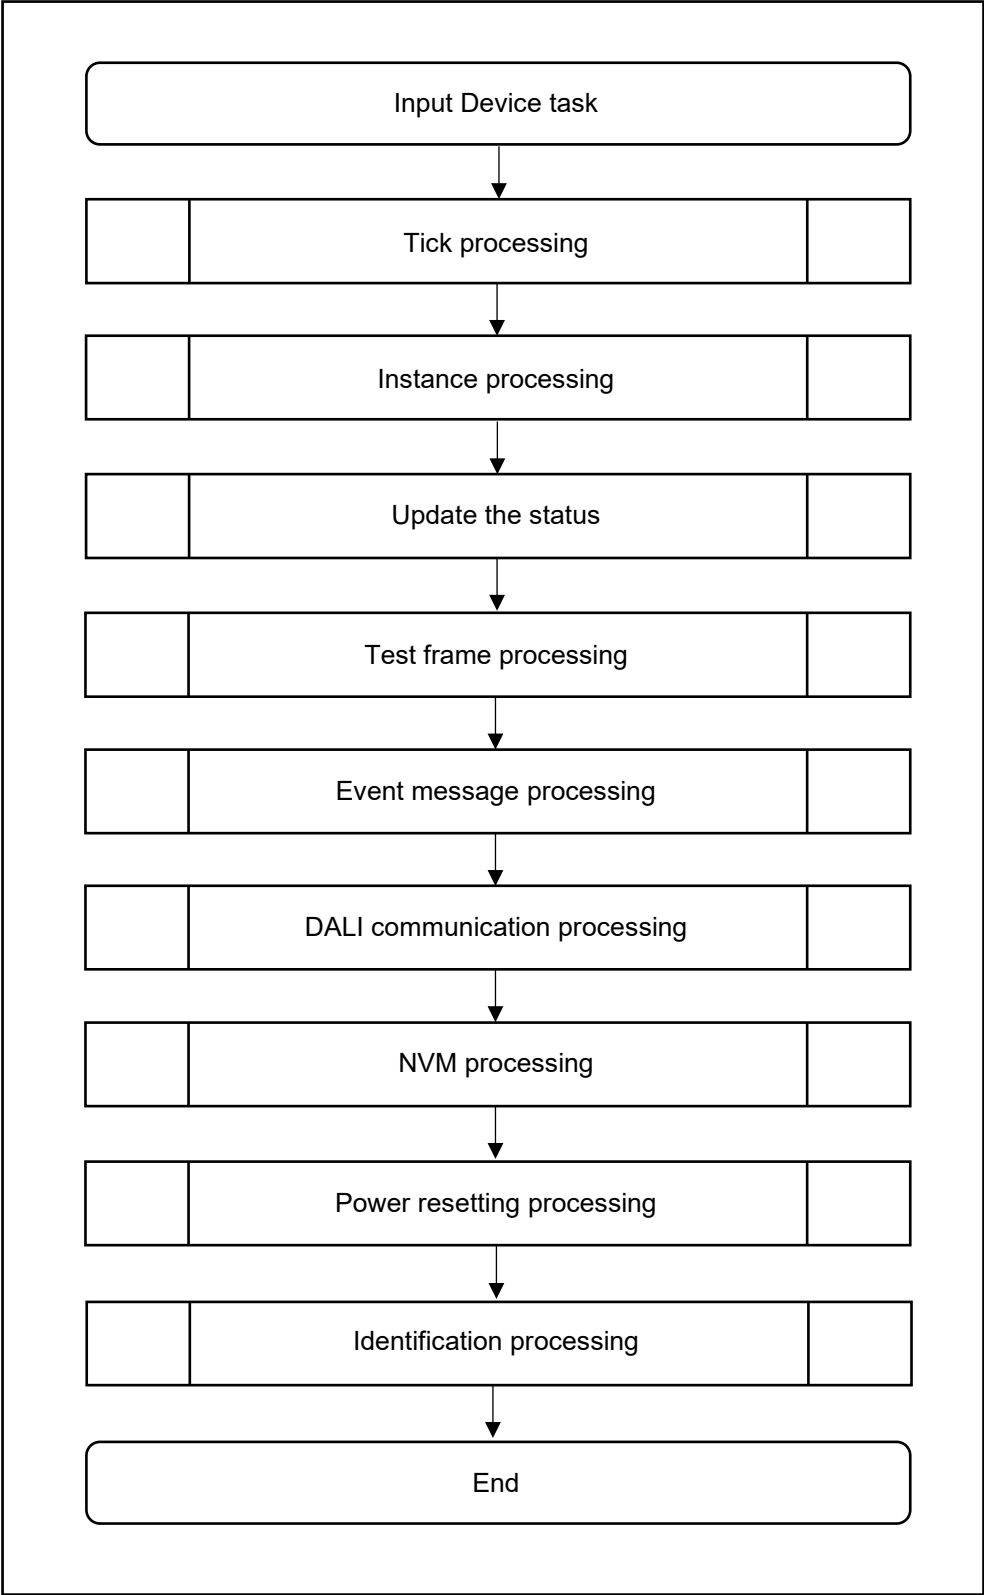 Input Device task
Tick processing
Instance processing
Update the status
Test frame processing
Event message processing
DALI communication processing
NVM processing
Power resetting processing
Identification processing
End